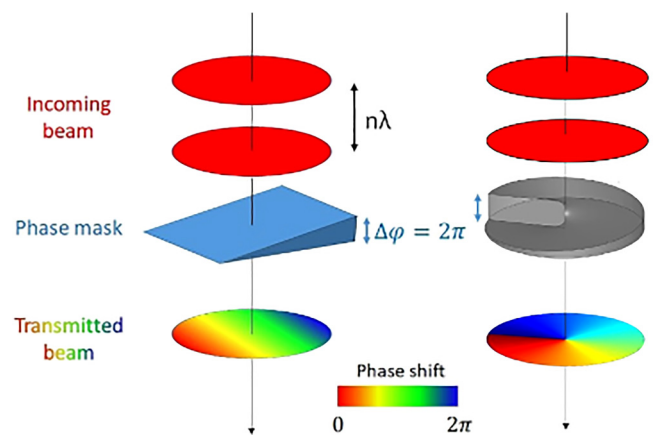 Incoming
beam
nλ
Phase mask
Δφ = 2π
Transmitted
beam
Phase shift
0
2π